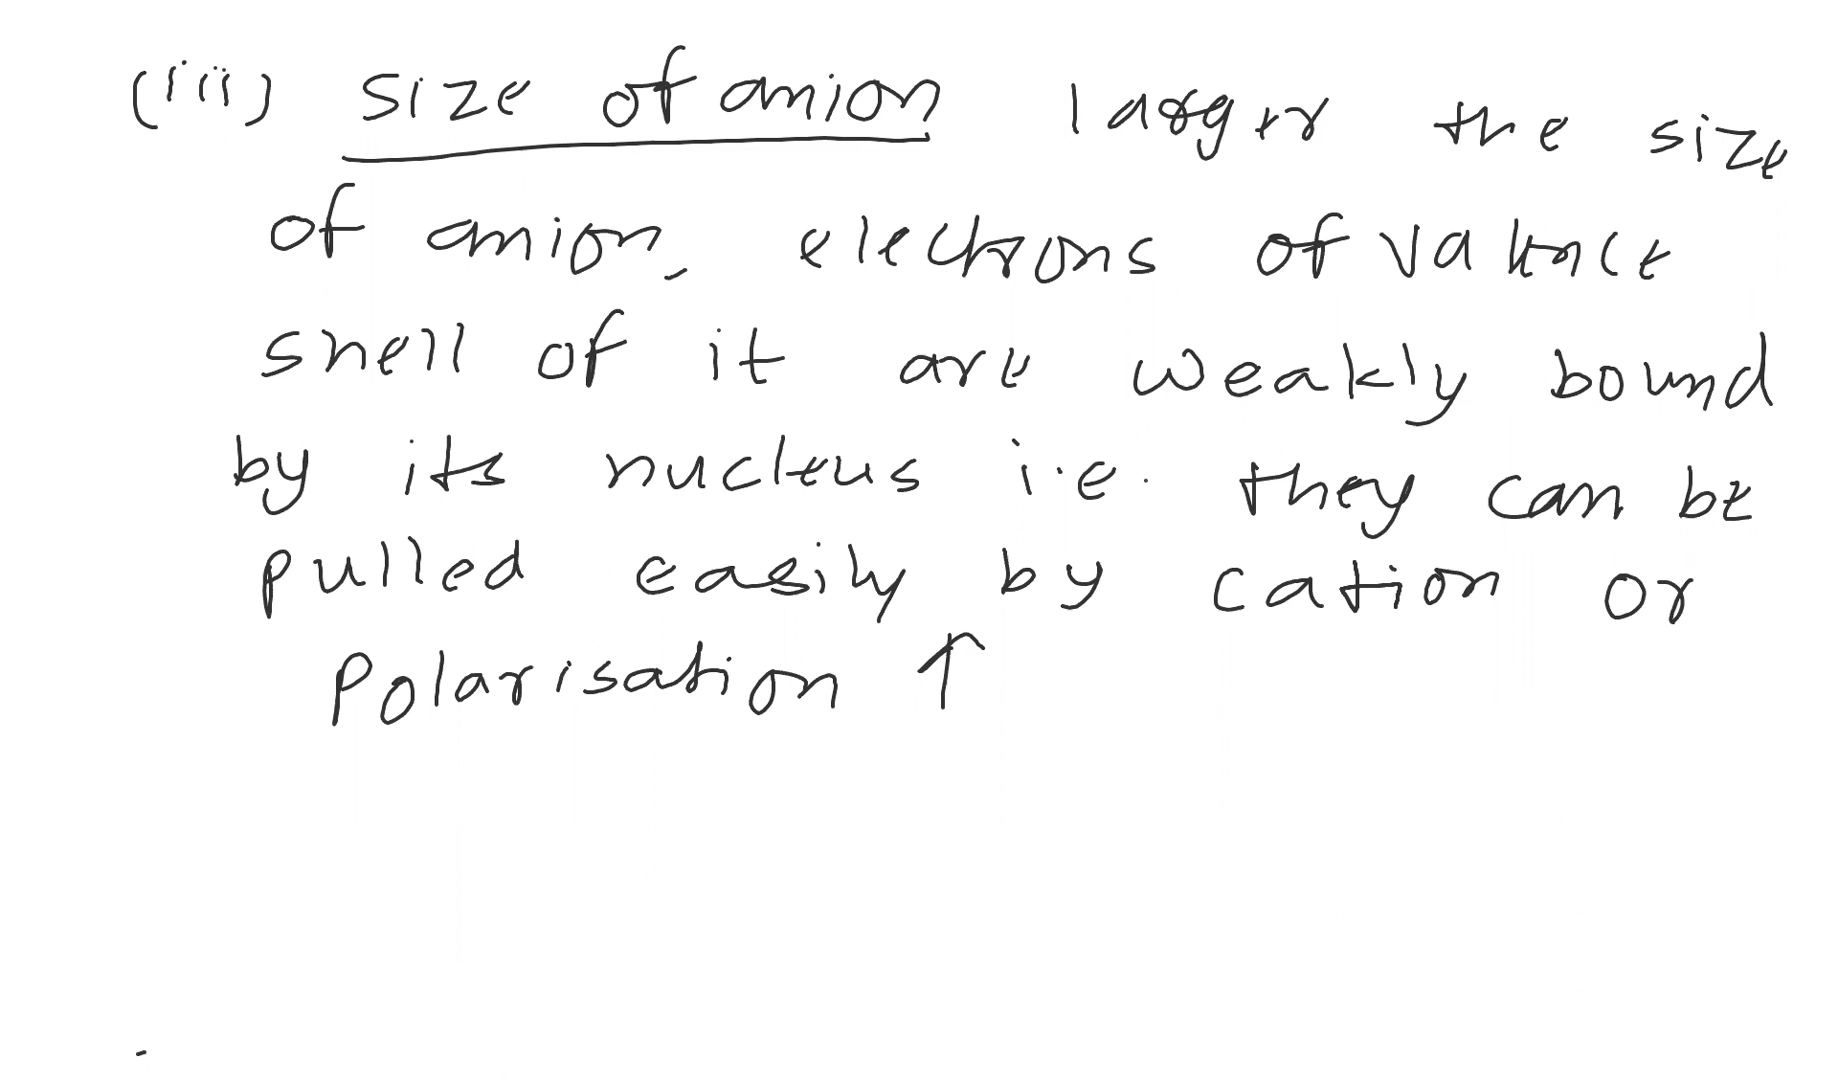 (iii) size of anion larger the size
of anion, electrons of valence
shell of it are weakly bound
by its nucleus i.e. they can be
pulled easily by cation or
Polarisation ↑